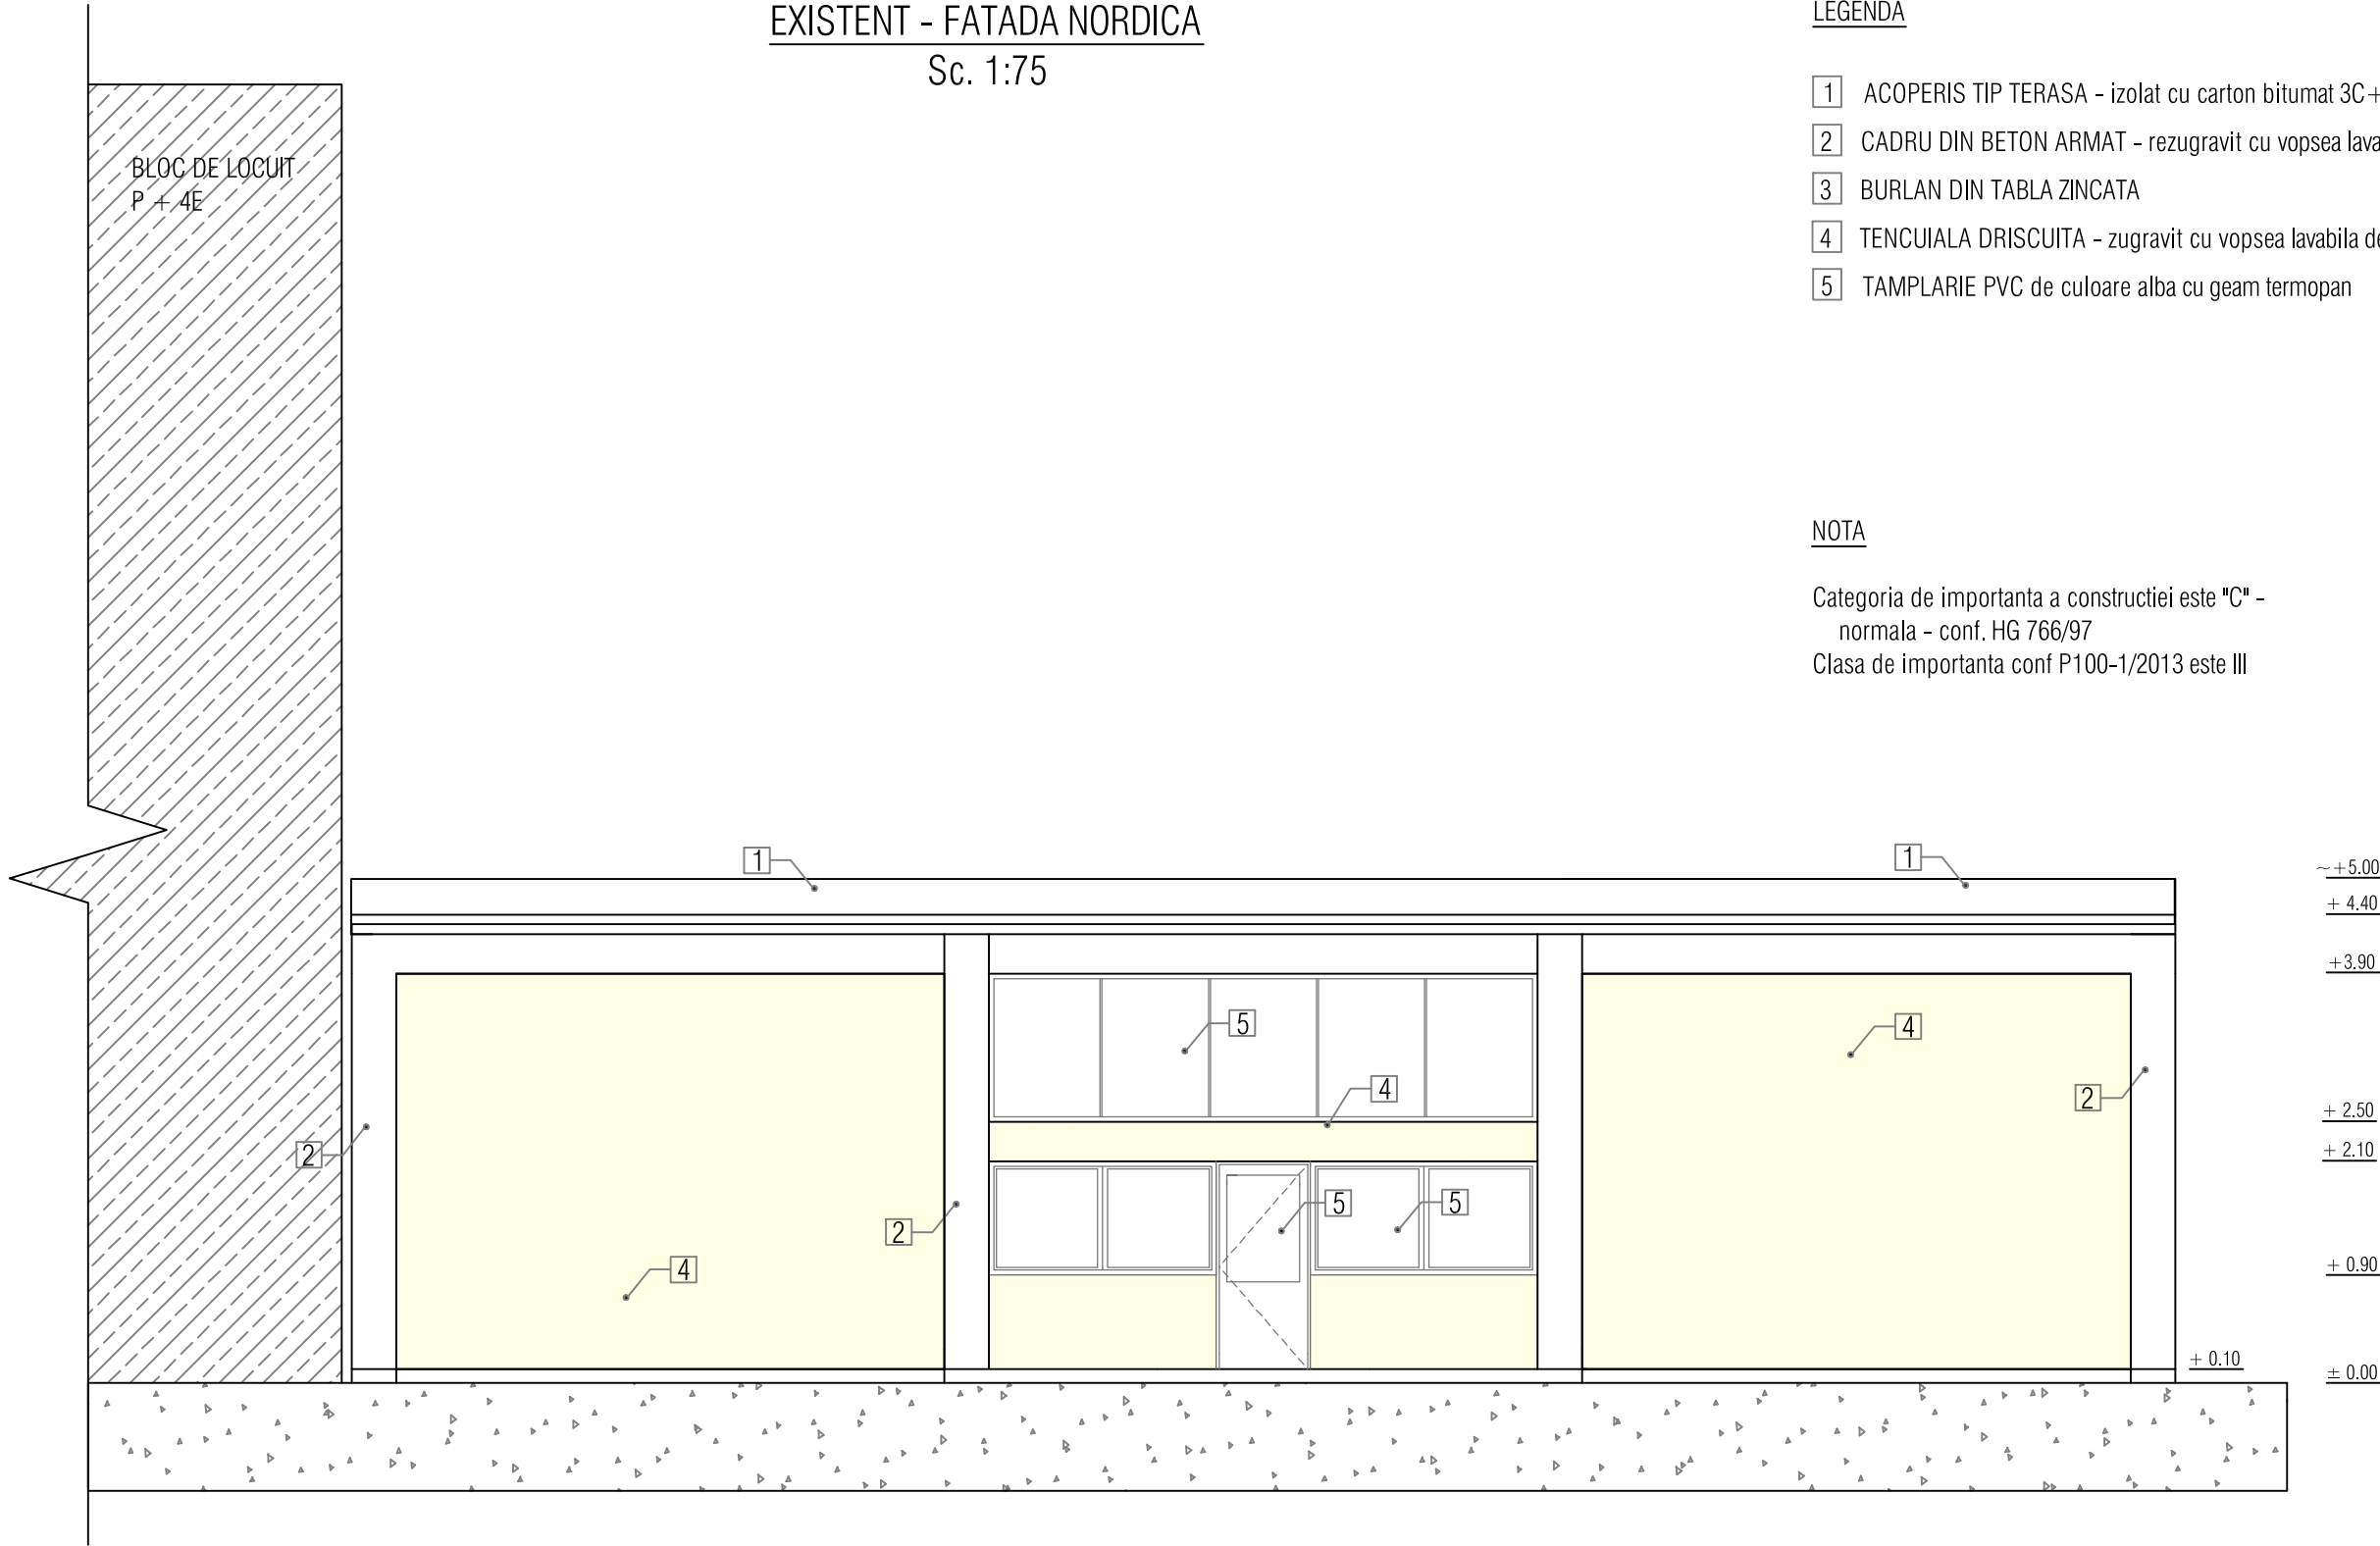 EXISTENT - FATADA NORDICA
Sc. 1:75
LEGENDA
1 ACOPERIS TIP TERASA - izolat cu carton bitumat 3C+
2 CADRU DIN BETON ARMAT - rezugravit cu vopsea lava
3 BURLAN DIN TABLA ZINCATA
4 TENCUIALA DRISCUITA - zugravit cu vopsea lavabila de
5 TAMPLARIE PVC de culoare alba cu geam termopan
BLOC DE LOCUIT
P + 4E
NOTA
Categoria de importanta a constructiei este "C" -
normala - conf. HG 766/97
Clasa de importanta conf P100-1/2013 este III
1
1
~+5.00
+ 4.40
+3.90
5
4
4
2
+ 2.50
+ 2.10
2
2
5
5
4
+ 0.90
+ 0.10
± 0.00